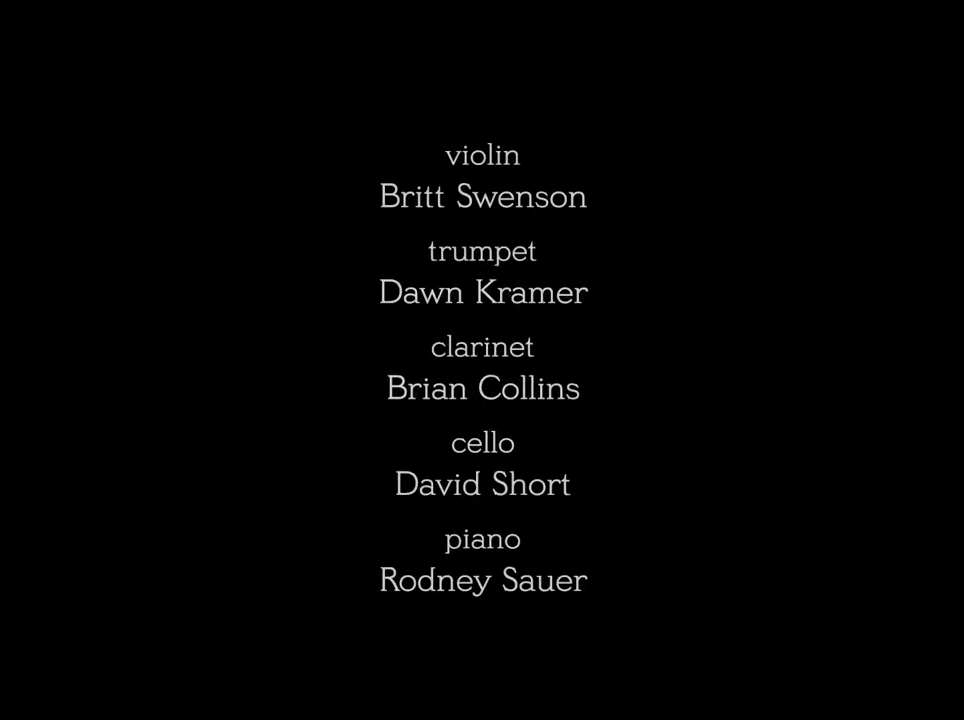 violin
Britt Swenson
trumpet
Dawn Kramer
clarinet
Brian Collins
cello
David Short
piano
Rodney Sauer